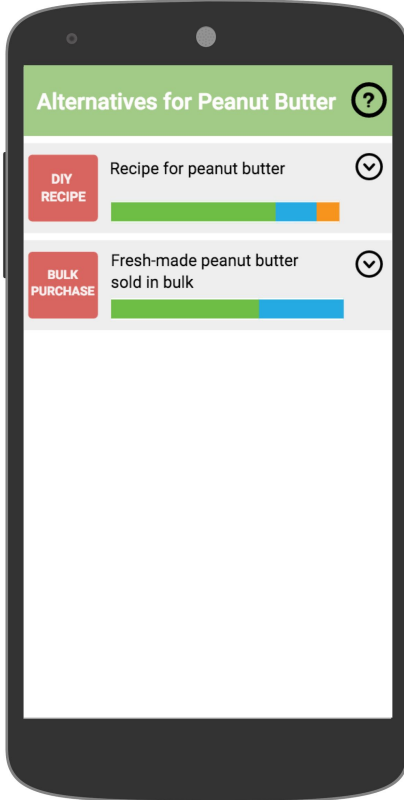 Alternatives for Peanut Butter ?
DIY
RECIPE
Recipe for peanut butter
BULK
PURCHASE
Fresh-made peanut butter
sold in bulk